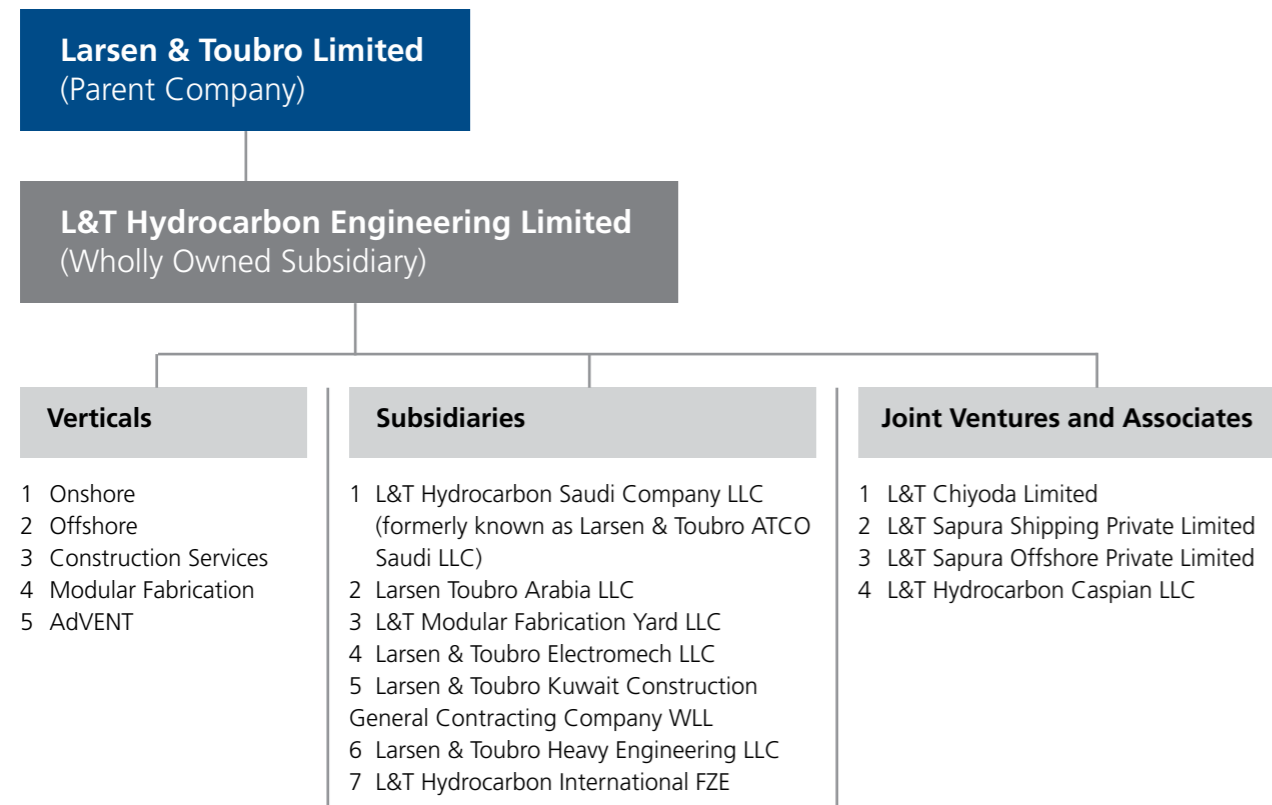 Larsen & Toubro Limited
(Parent Company)
L&T Hydrocarbon Engineering Limited
(Wholly Owned Subsidiary)
Verticals
1 Onshore
2 Offshore
3 Construction Services
4 Modular Fabrication
5 AdVENT
Subsidiaries
1 L&T Hydrocarbon Saudi Company LLC
(formerly known as Larsen & Toubro ATCO
Saudi LLC)
2 Larsen Toubro Arabia LLC
3 L&T Modular Fabrication Yard LLC
4 Larsen & Toubro Electromech LLC
5 Larsen & Toubro Kuwait Construction
General Contracting Company WLL
6 Larsen & Toubro Heavy Engineering LLC
7 L&T Hydrocarbon International FZE
Joint Ventures and Associates
1 L&T Chiyoda Limited
2 L&T Sapura Shipping Private Limited
3 L&T Sapura Offshore Private Limited
4 L&T Hydrocarbon Caspian LLC